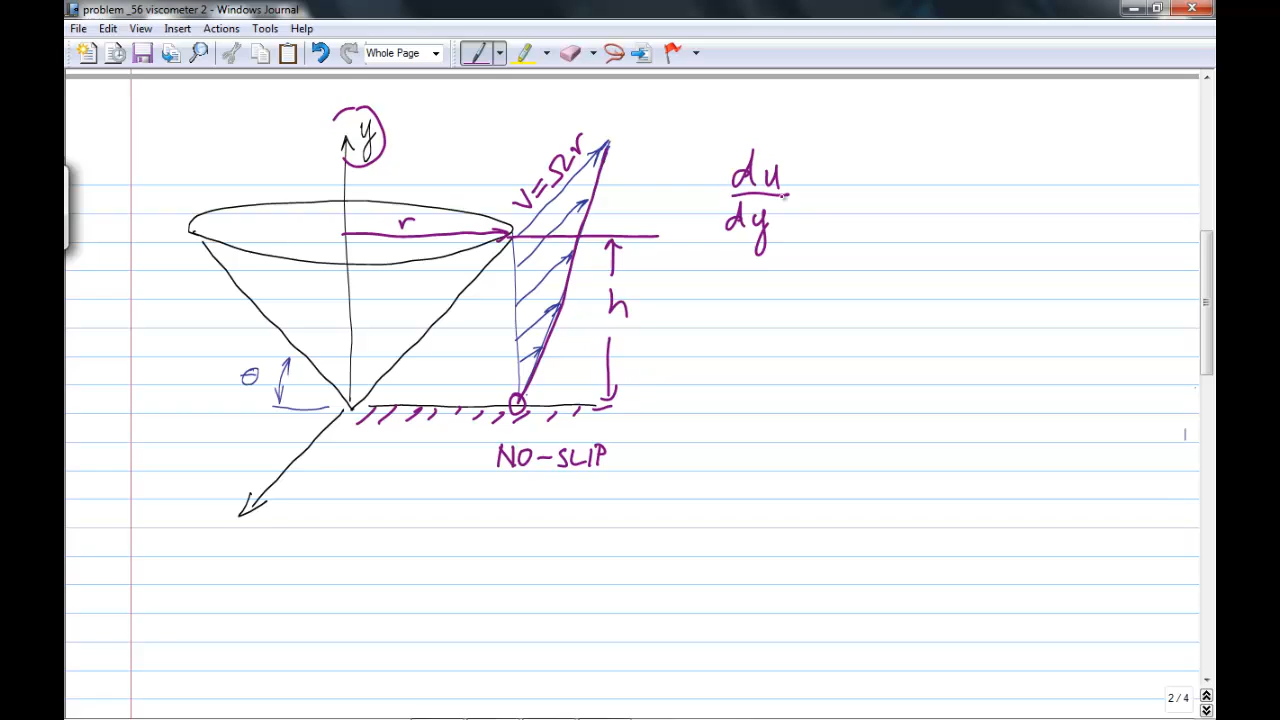 problem _56 viscometer 2 - Windows Journal
File Edit View Insert Actions Tools Help
Whole Page
y
V=Ωr
du
dy
r
h
θ
NO-SLIP
2 / 4